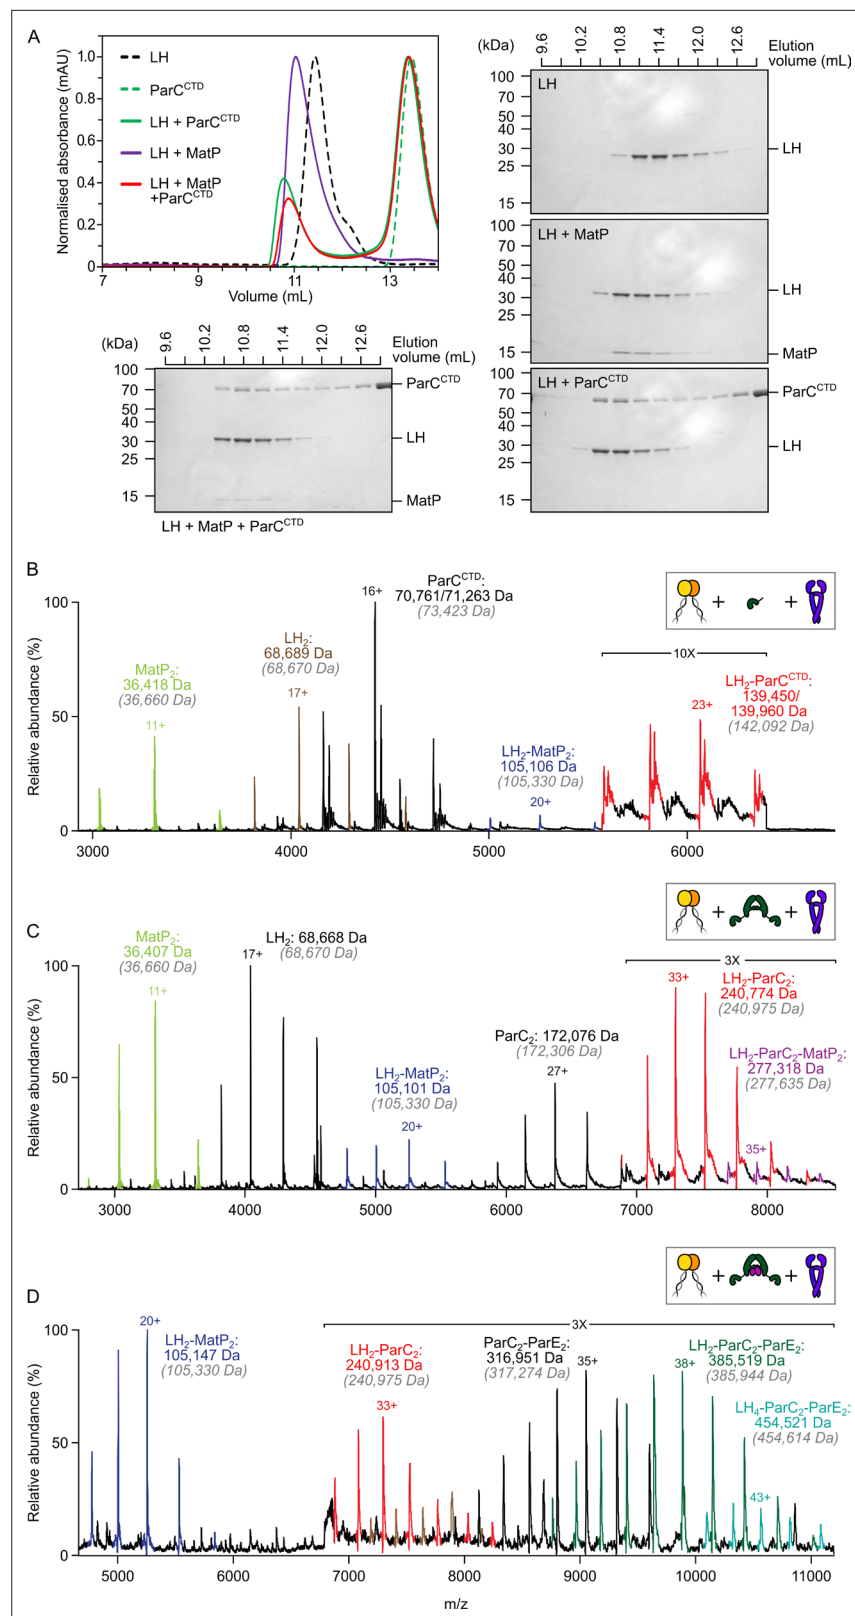 A
Normalised absorbance (mAU)
1.0
0.8
0.6
0.4
0.2
0
7
9
11
13
Volume (mL)
LH
ParC^CTD
LH + ParC^CTD
LH + MatP
LH + MatP
+ParC^CTD
(kDa)
9.6
10.2
10.8
11.4
12.0
12.6
Elution
volume (mL)
100
70
50
40
30
25
15
LH
LH
100
70
50
40
30
25
15
LH + MatP
LH
MatP
100
70
50
40
30
25
15
LH + ParC^CTD
ParC^CTD
LH
(kDa)
9.6
10.2
10.8
11.4
12.0
12.6
Elution
volume (mL)
100
70
50
40
30
25
15
ParC^CTD
LH
MatP
LH + MatP + ParC^CTD
B
Relative abundance (%)
100
50
0
MatP₂:
36,418 Da
(36,660 Da)
11+
LH₂:
68,689 Da
(68,670 Da)
17+
16+
ParC^CTD:
70,761/71,263 Da
(73,423 Da)
LH₂-MatP₂:
105,106 Da
(105,330 Da)
20+
+
+
10X
LH₂-ParC^CTD:
139,450/
139,960 Da
(142,092 Da)
23+
3000
4000
5000
6000
C
Relative abundance (%)
100
50
0
MatP₂:
36,407 Da
(36,660 Da)
11+
LH₂: 68,668 Da
(68,670 Da)
17+
LH₂-MatP₂:
105,101 Da
(105,330 Da)
20+
ParC₂: 172,076 Da
(172,306 Da)
27+
+
+
3X
33+
LH₂-ParC₂:
240,774 Da
(240,975 Da)
LH₂-ParC₂-MatP₂:
277,318 Da
(277,635 Da)
35+
3000
4000
5000
6000
7000
8000
D
Relative abundance (%)
100
50
0
+
+
20+
LH₂-MatP₂:
105,147 Da
(105,330 Da)
3X
LH₂-ParC₂:
240,913 Da
(240,975 Da)
33+
ParC₂-ParE₂:
316,951 Da
(317,274 Da)
35+
LH₂-ParC₂-ParE₂:
385,519 Da
(385,944 Da)
38+
LH₄-ParC₂-ParE₂:
454,521 Da
(454,614 Da)
43+
5000
6000
7000
8000
9000
10000
11000
m/z